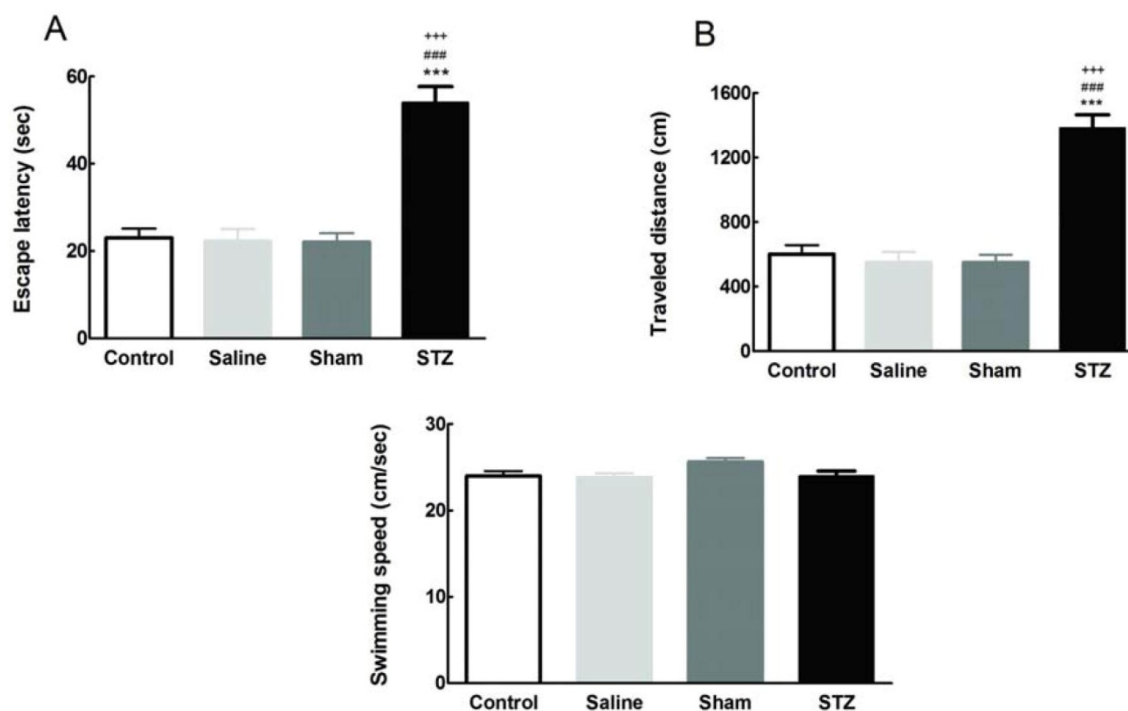 A
Escape latency (sec)
60
40
20
0
+++
###
***
Control Saline Sham STZ
B
Traveled distance (cm)
1600
1200
800
400
0
+++
###
***
Control Saline Sham STZ
Swimming speed (cm/sec)
30
20
10
0
Control Saline Sham STZ